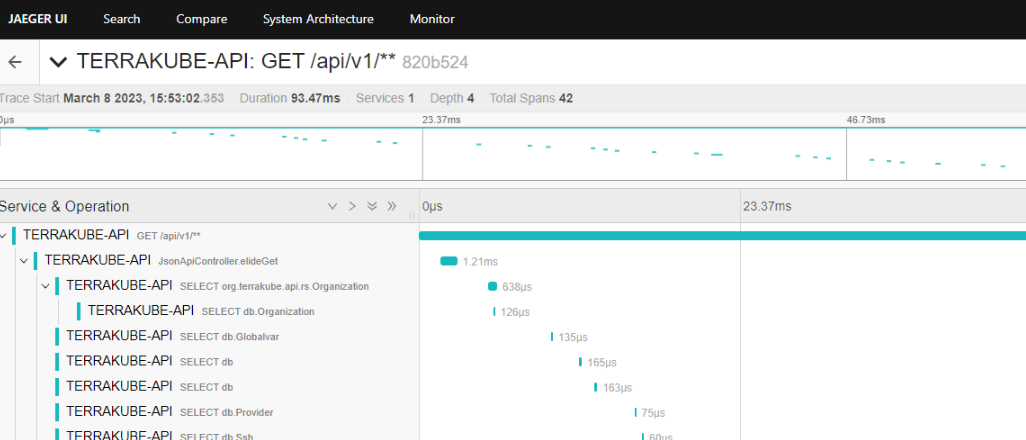 JAEGER UI Search Compare System Architecture Monitor
TERRAKUBE-API: GET /api/v1/** 820b524
Trace Start March 8 2023, 15:53:02.353 Duration 93.47ms Services 1 Depth 4 Total Spans 42
0μs 23.37ms 46.73ms
Service & Operation 0μs 23.37ms
TERRAKUBE-API GET /api/v1/**
TERRAKUBE-API JsonApiController.elideGet 1.21ms
TERRAKUBE-API SELECT org.terrakube.api.rs.Organization 638μs
TERRAKUBE-API SELECT db.Organization 126μs
TERRAKUBE-API SELECT db.Globalvar 135μs
TERRAKUBE-API SELECT db 165μs
TERRAKUBE-API SELECT db 163μs
TERRAKUBE-API SELECT db.Provider 75μs
TERRAKUBE-API SELECT db.Ssh 60μs